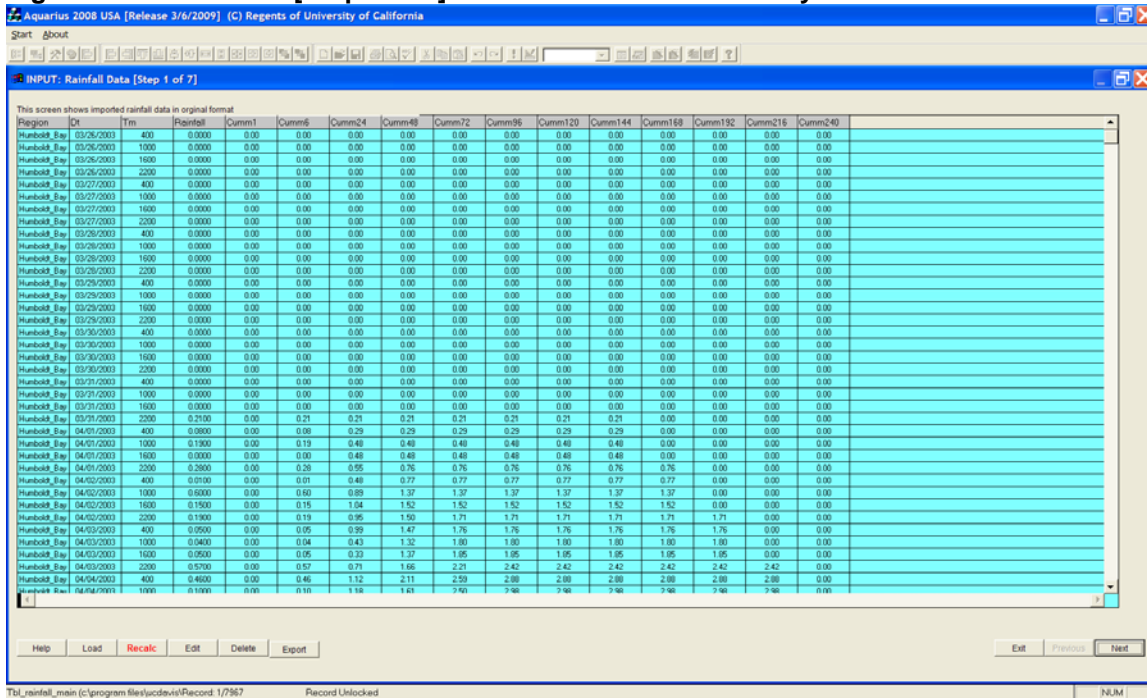 Aquarius 2008 USA [Release 3/6/2009] (C) Regents of University of California
Start About
INPUT: Rainfall Data [Step 1 of 7]
This screen shows imported rainfall data in orginal format
Region Dt Tm Rainfall Cumm1 Cumm6 Cumm24 Cumm48 Cumm72 Cumm96 Cumm120 Cumm144 Cumm168 Cumm192 Cumm216 Cumm240
Humboldt_Bay 03/26/2003 400 0.0000 0.00 0.00 0.00 0.00 0.00 0.00 0.00 0.00 0.00 0.00 0.00 0.00
Humboldt_Bay 03/26/2003 1000 0.0000 0.00 0.00 0.00 0.00 0.00 0.00 0.00 0.00 0.00 0.00 0.00 0.00
Humboldt_Bay 03/26/2003 1600 0.0000 0.00 0.00 0.00 0.00 0.00 0.00 0.00 0.00 0.00 0.00 0.00 0.00
Humboldt_Bay 03/26/2003 2200 0.0000 0.00 0.00 0.00 0.00 0.00 0.00 0.00 0.00 0.00 0.00 0.00 0.00
Humboldt_Bay 03/27/2003 400 0.0000 0.00 0.00 0.00 0.00 0.00 0.00 0.00 0.00 0.00 0.00 0.00 0.00
Humboldt_Bay 03/27/2003 1000 0.0000 0.00 0.00 0.00 0.00 0.00 0.00 0.00 0.00 0.00 0.00 0.00 0.00
Humboldt_Bay 03/27/2003 1600 0.0000 0.00 0.00 0.00 0.00 0.00 0.00 0.00 0.00 0.00 0.00 0.00 0.00
Humboldt_Bay 03/27/2003 2200 0.0000 0.00 0.00 0.00 0.00 0.00 0.00 0.00 0.00 0.00 0.00 0.00 0.00
Humboldt_Bay 03/28/2003 400 0.0000 0.00 0.00 0.00 0.00 0.00 0.00 0.00 0.00 0.00 0.00 0.00 0.00
Humboldt_Bay 03/28/2003 1000 0.0000 0.00 0.00 0.00 0.00 0.00 0.00 0.00 0.00 0.00 0.00 0.00 0.00
Humboldt_Bay 03/28/2003 1600 0.0000 0.00 0.00 0.00 0.00 0.00 0.00 0.00 0.00 0.00 0.00 0.00 0.00
Humboldt_Bay 03/28/2003 2200 0.0000 0.00 0.00 0.00 0.00 0.00 0.00 0.00 0.00 0.00 0.00 0.00 0.00
Humboldt_Bay 03/29/2003 400 0.0000 0.00 0.00 0.00 0.00 0.00 0.00 0.00 0.00 0.00 0.00 0.00 0.00
Humboldt_Bay 03/29/2003 1000 0.0000 0.00 0.00 0.00 0.00 0.00 0.00 0.00 0.00 0.00 0.00 0.00 0.00
Humboldt_Bay 03/29/2003 1600 0.0000 0.00 0.00 0.00 0.00 0.00 0.00 0.00 0.00 0.00 0.00 0.00 0.00
Humboldt_Bay 03/29/2003 2200 0.0000 0.00 0.00 0.00 0.00 0.00 0.00 0.00 0.00 0.00 0.00 0.00 0.00
Humboldt_Bay 03/30/2003 400 0.0000 0.00 0.00 0.00 0.00 0.00 0.00 0.00 0.00 0.00 0.00 0.00 0.00
Humboldt_Bay 03/30/2003 1000 0.0000 0.00 0.00 0.00 0.00 0.00 0.00 0.00 0.00 0.00 0.00 0.00 0.00
Humboldt_Bay 03/30/2003 1600 0.0000 0.00 0.00 0.00 0.00 0.00 0.00 0.00 0.00 0.00 0.00 0.00 0.00
Humboldt_Bay 03/30/2003 2200 0.0000 0.00 0.00 0.00 0.00 0.00 0.00 0.00 0.00 0.00 0.00 0.00 0.00
Humboldt_Bay 03/31/2003 400 0.0000 0.00 0.00 0.00 0.00 0.00 0.00 0.00 0.00 0.00 0.00 0.00 0.00
Humboldt_Bay 03/31/2003 1000 0.0000 0.00 0.00 0.00 0.00 0.00 0.00 0.00 0.00 0.00 0.00 0.00 0.00
Humboldt_Bay 03/31/2003 1600 0.0000 0.00 0.00 0.00 0.00 0.00 0.00 0.00 0.00 0.00 0.00 0.00 0.00
Humboldt_Bay 03/31/2003 2200 0.2100 0.00 0.21 0.21 0.21 0.21 0.21 0.21 0.21 0.00 0.00 0.00 0.00
Humboldt_Bay 04/01/2003 400 0.0800 0.00 0.08 0.29 0.29 0.29 0.29 0.29 0.29 0.00 0.00 0.00 0.00
Humboldt_Bay 04/01/2003 1000 0.1900 0.00 0.19 0.48 0.48 0.48 0.48 0.48 0.48 0.00 0.00 0.00 0.00
Humboldt_Bay 04/01/2003 1600 0.0000 0.00 0.00 0.48 0.48 0.48 0.48 0.48 0.48 0.00 0.00 0.00 0.00
Humboldt_Bay 04/01/2003 2200 0.2800 0.00 0.28 0.55 0.76 0.76 0.76 0.76 0.76 0.76 0.00 0.00 0.00
Humboldt_Bay 04/02/2003 400 0.0100 0.00 0.01 0.48 0.77 0.77 0.77 0.77 0.77 0.77 0.00 0.00 0.00
Humboldt_Bay 04/02/2003 1000 0.6000 0.00 0.60 0.89 1.37 1.37 1.37 1.37 1.37 1.37 0.00 0.00 0.00
Humboldt_Bay 04/02/2003 1600 0.1500 0.00 0.15 1.04 1.52 1.52 1.52 1.52 1.52 1.52 0.00 0.00 0.00
Humboldt_Bay 04/02/2003 2200 0.1900 0.00 0.19 0.95 1.50 1.71 1.71 1.71 1.71 1.71 1.71 0.00 0.00
Humboldt_Bay 04/03/2003 400 0.0500 0.00 0.05 0.99 1.47 1.76 1.76 1.76 1.76 1.76 1.76 0.00 0.00
Humboldt_Bay 04/03/2003 1000 0.0400 0.00 0.04 0.43 1.32 1.80 1.80 1.80 1.80 1.80 1.80 0.00 0.00
Humboldt_Bay 04/03/2003 1600 0.0500 0.00 0.05 0.33 1.37 1.85 1.85 1.85 1.85 1.85 1.85 0.00 0.00
Humboldt_Bay 04/03/2003 2200 0.5700 0.00 0.57 0.71 1.66 2.21 2.42 2.42 2.42 2.42 2.42 2.42 0.00
Humboldt_Bay 04/04/2003 400 0.4600 0.00 0.46 1.12 2.11 2.59 2.88 2.88 2.88 2.88 2.88 2.88 0.00
Humboldt_Bay 04/04/2003 1000 0.1000 0.00 0.10 1.18 1.61 2.50 2.98 2.98 2.98 2.98 2.98 2.98 0.00
Help Load Recalc Edit Delete Export Exit Previous Next
Tbl_rainfall_main (c:\program files\ucdavis\Record: 1/7967 Record Unlocked NUM